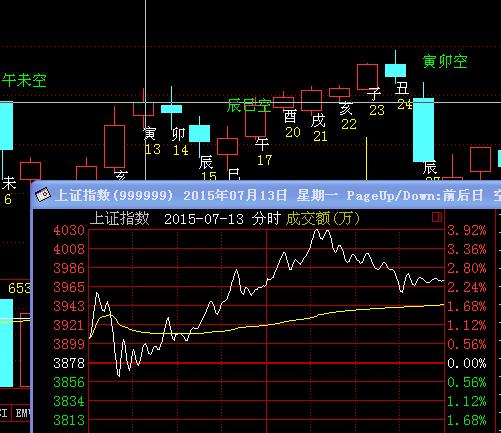 午未空
寅卯空
辰巳空
未
6
亥
寅
13
卯
14
辰
15
巳
午
17
酉
20
戌
21
亥
22
子
23
丑
24
辰
27
上证指数(999999) 2015年07月13日 星期一 PageUp/Down:前后日 空
上证指数 2015-07-13 分时 成交额(万)
4030 3.92%
4008 3.36%
3986 2.80%
3965 2.24%
3943 1.68%
3921 1.12%
3899 0.56%
3878 0.00%
3856 0.56%
3834 1.12%
3813 1.68%
653
CI EMV